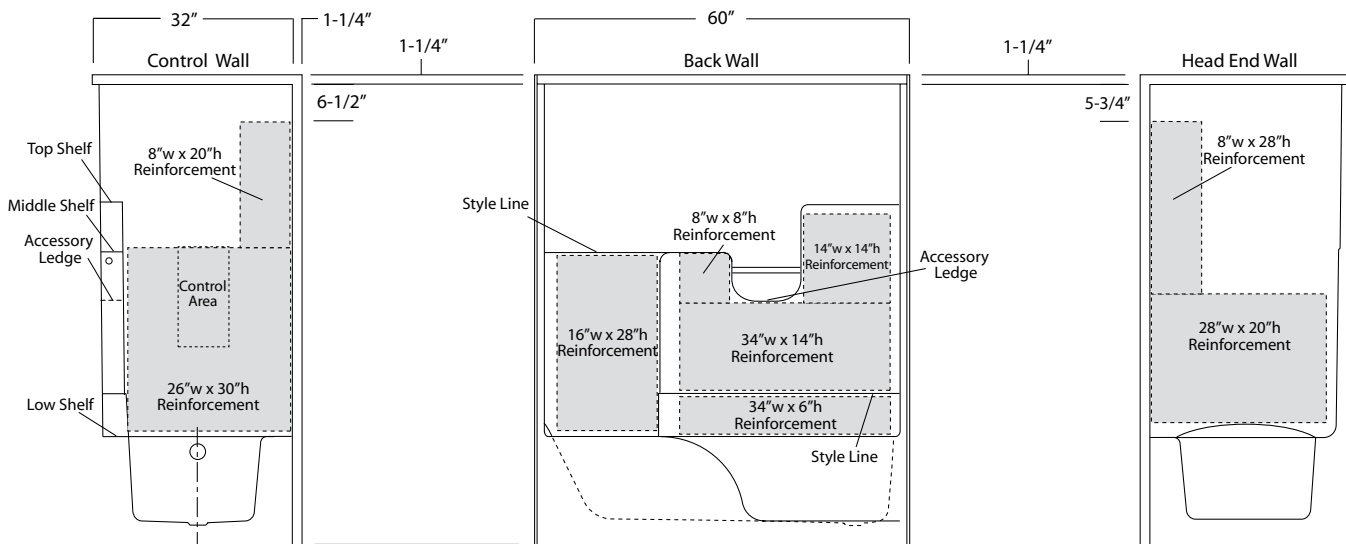 32”
1-1/4”
60”
1-1/4”
1-1/4”
Control Wall
Back Wall
Head End Wall
6-1/2”
5-3/4”
Top Shelf
8”w x 20”h
Reinforcement
8”w x 28”h
Reinforcement
Middle Shelf
Style Line
8”w x 8”h
Reinforcement
Accessory
Ledge
14”w x 14”h
Reinforcement
Accessory
Ledge
Control
Area
16”w x 28”h
Reinforcement
34”w x 14”h
Reinforcement
28”w x 20”h
Reinforcement
26”w x 30”h
Reinforcement
Low Shelf
34”w x 6”h
Reinforcement
Style Line